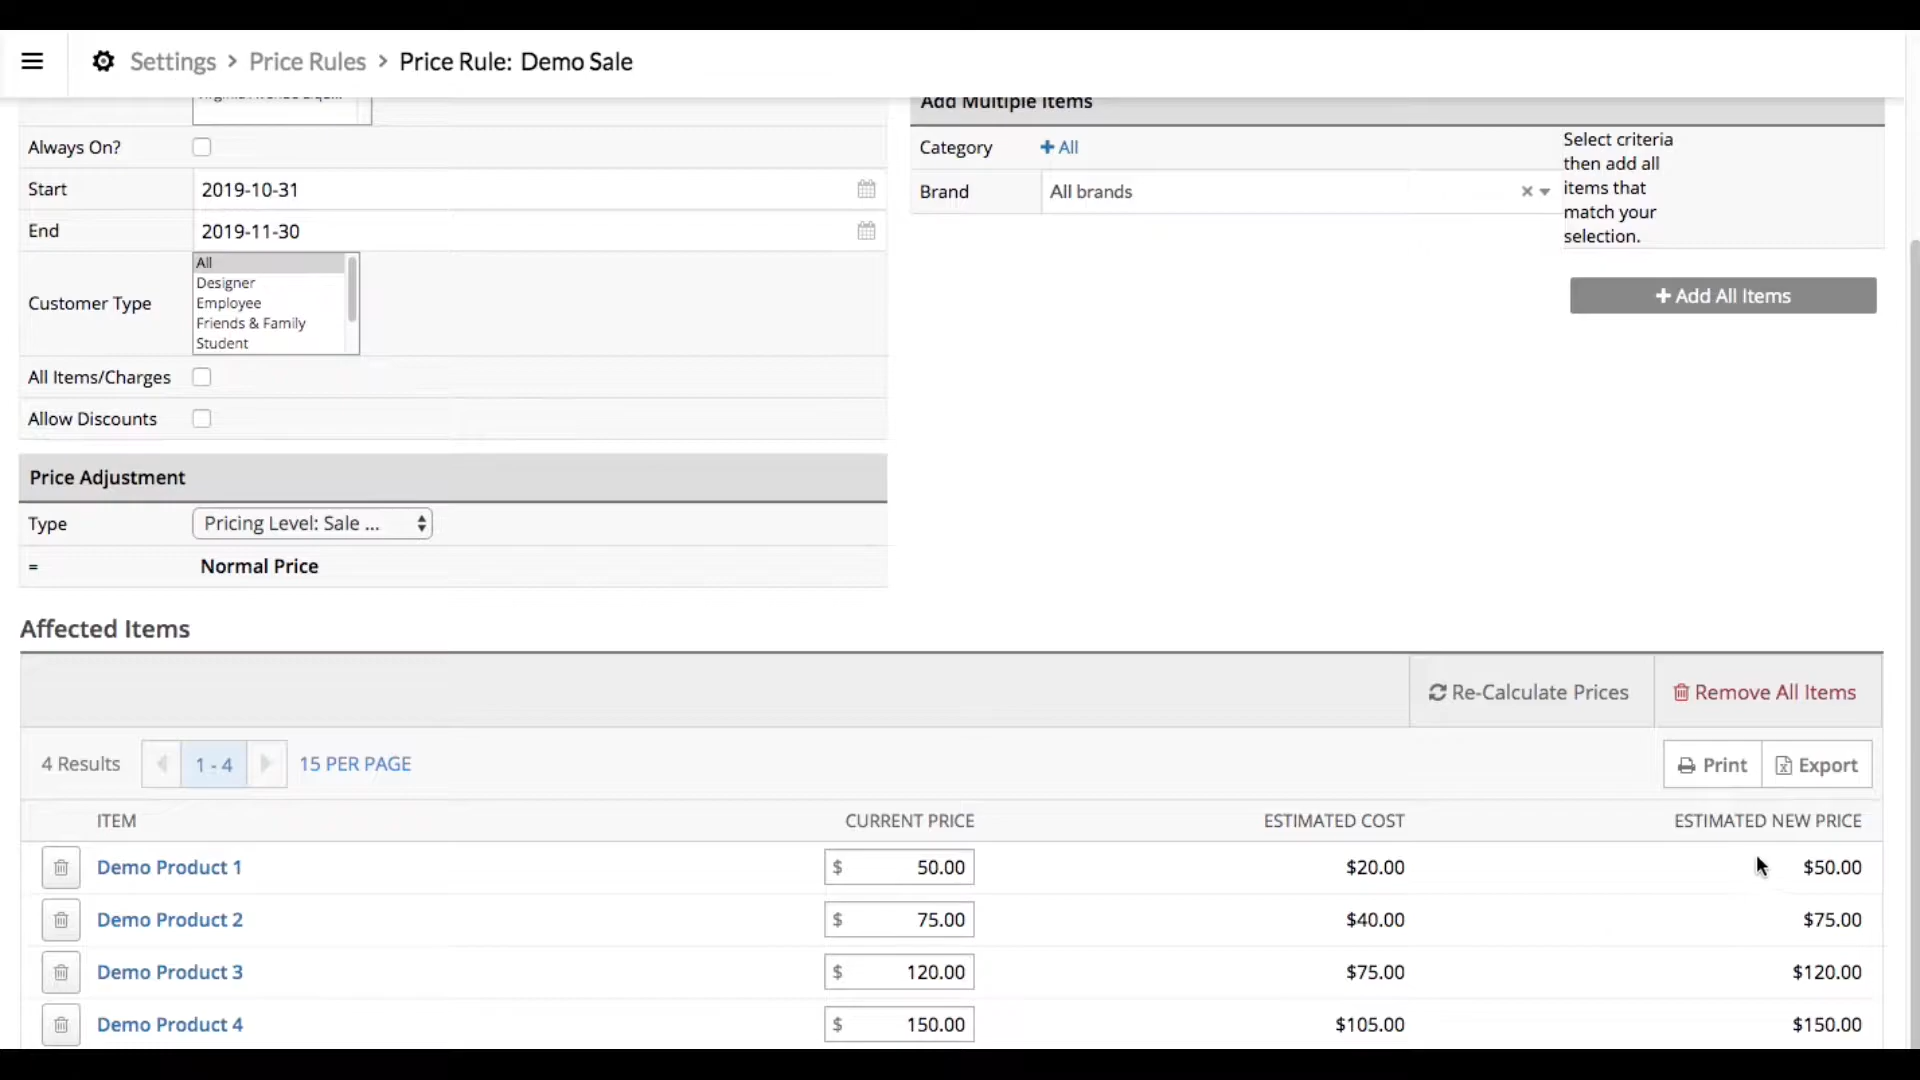 Settings > Price Rules > Price Rule: Demo Sale
Add Multiple Items
Always On?
Start 2019-10-31
End 2019-11-30
Customer Type
All
Designer
Employee
Friends & Family
Student
All Items/Charges
Allow Discounts
Category + All
Brand All brands
Select criteria
then add all
items that
match your
selection.
+ Add All Items
Price Adjustment
Type Pricing Level: Sale ...
= Normal Price
Affected Items
Re-Calculate Prices Remove All Items
4 Results 1 - 4 15 PER PAGE Print Export
ITEM CURRENT PRICE ESTIMATED COST ESTIMATED NEW PRICE
Demo Product 1 $ 50.00 $20.00 $50.00
Demo Product 2 $ 75.00 $40.00 $75.00
Demo Product 3 $ 120.00 $75.00 $120.00
Demo Product 4 $ 150.00 $105.00 $150.00